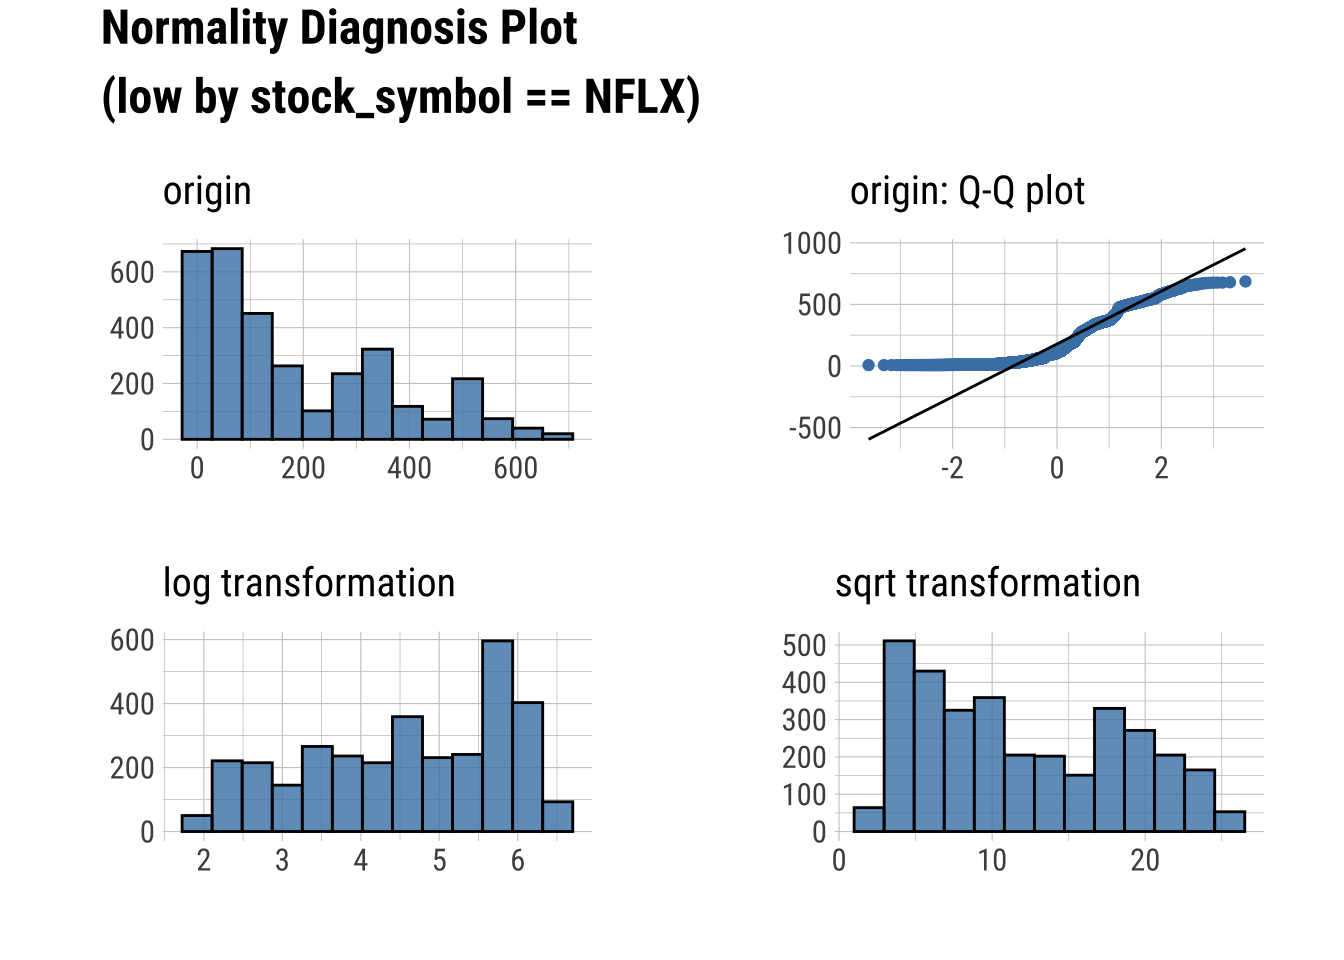 Normality Diagnosis Plot
(low by stock_symbol == NFLX)
origin
600
400
200
0
0 200 400 600
origin: Q-Q plot
1000
500
0
-500
-2 0 2
log transformation
600
400
200
0
2 3 4 5 6
sqrt transformation
500
400
300
200
100
0
0 10 20